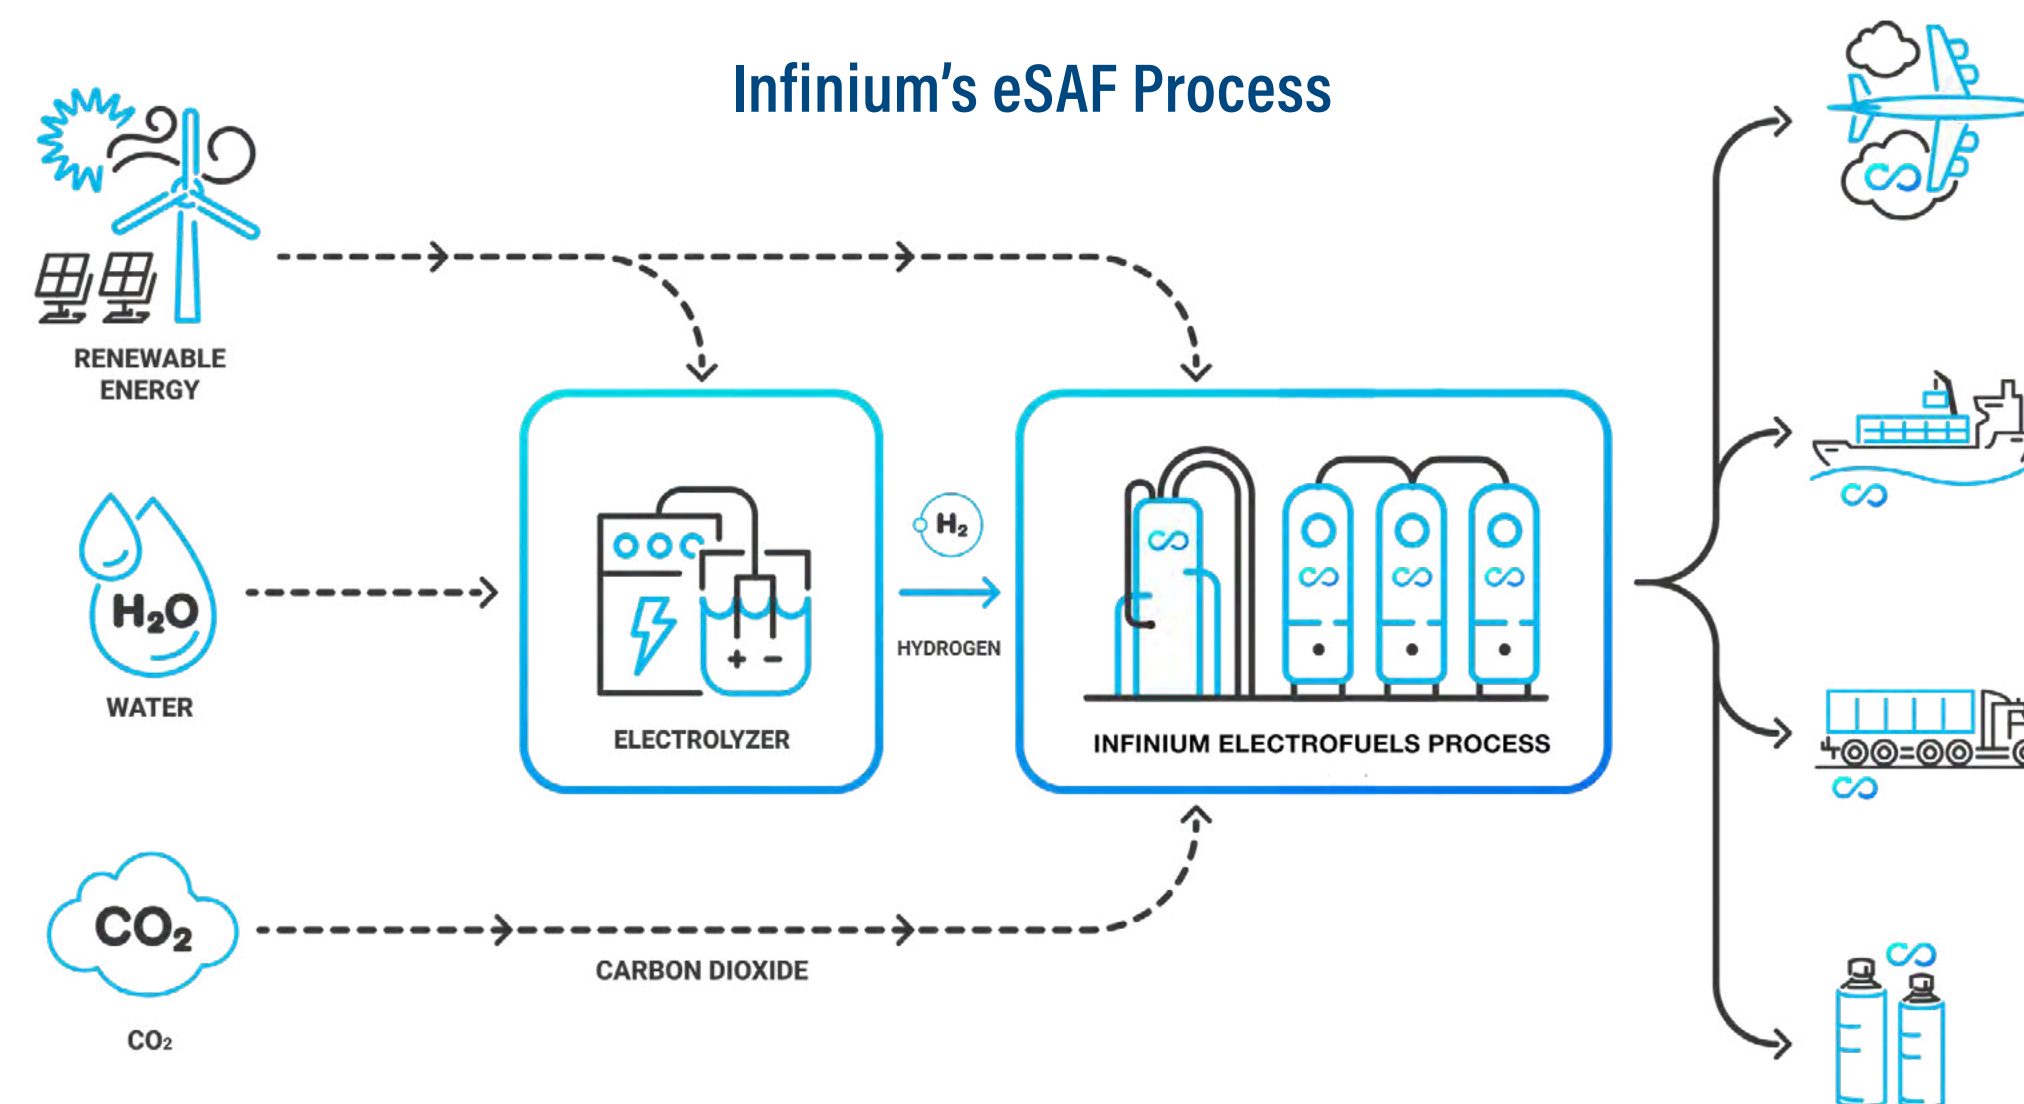 Infinium's eSAF Process
RENEWABLE
ENERGY
H₂O
WATER
+ −
ELECTROLYZER
H₂
HYDROGEN
INFINIUM ELECTROFUELS PROCESS
CO₂
CARBON DIOXIDE
CO₂